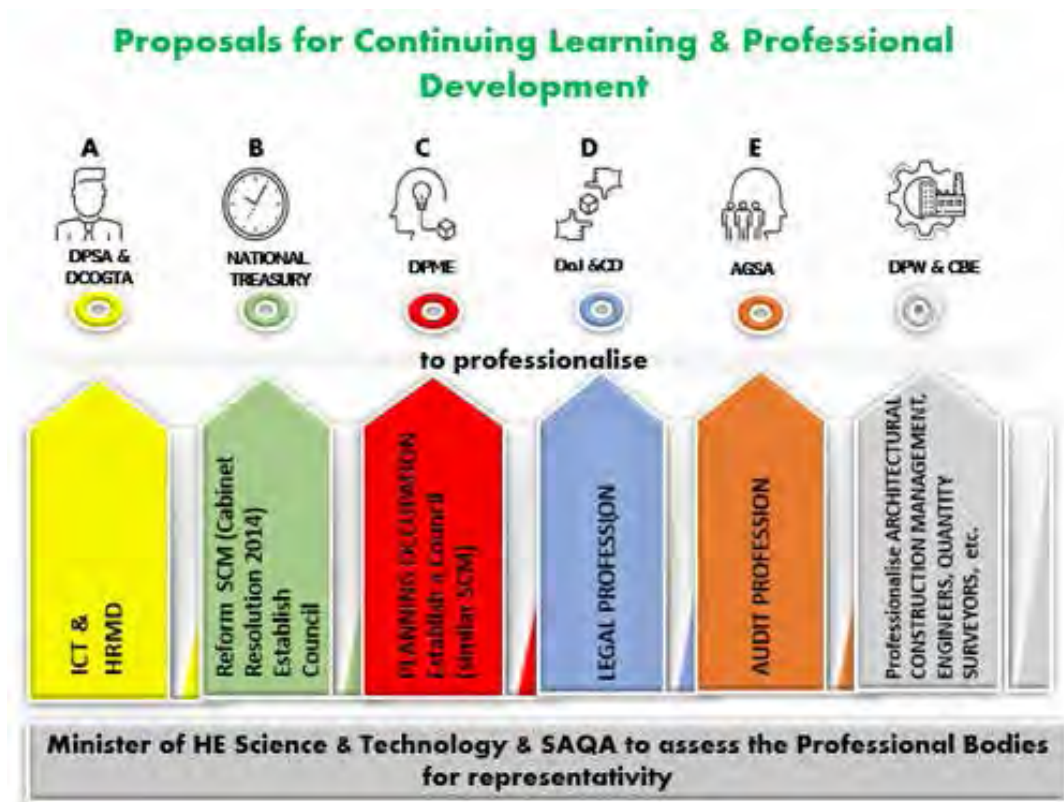 Proposals for Continuing Learning & Professional
Development
A
B
C
D
E
DPSA &
DCOGTA
NATIONAL
TREASURY
DPME
DoJ &CD
AGSA
DPW & CBE
to professionalise
ICT &
HRMD
Reform SCM (Cabinet
Resolution 2014)
Establish
Council
PLANNING OCCUPATION
Establish a Council
(similar SCM)
LEGAL PROFESSION
AUDIT PROFESSION
Professionalise ARCHITECTURAL
CONSTRUCTION MANAGEMENT,
ENGINEERS, QUANTITY
SURVEYORS, etc.
Minister of HE Science & Technology & SAQA to assess the Professional Bodies
for representativity